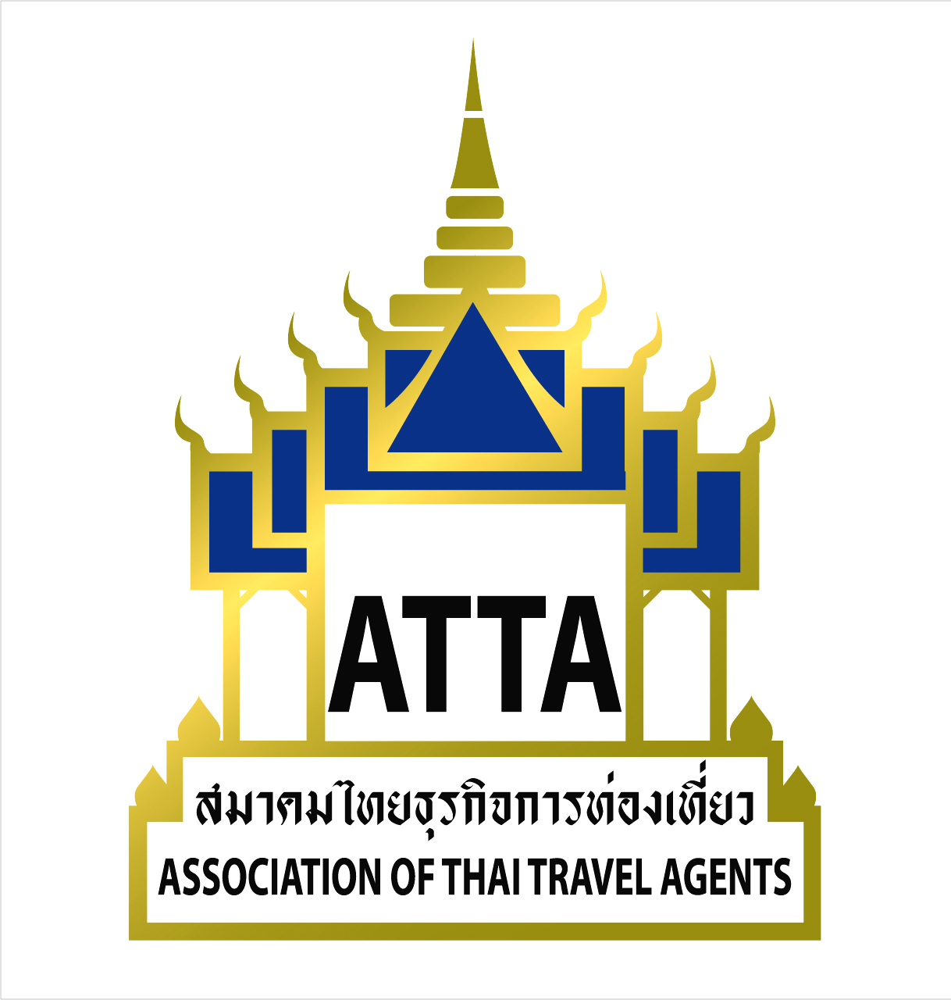 ATTA
สมาคมไทยธุรกิจการท่องเที่ยว
ASSOCIATION OF THAI TRAVEL AGENTS